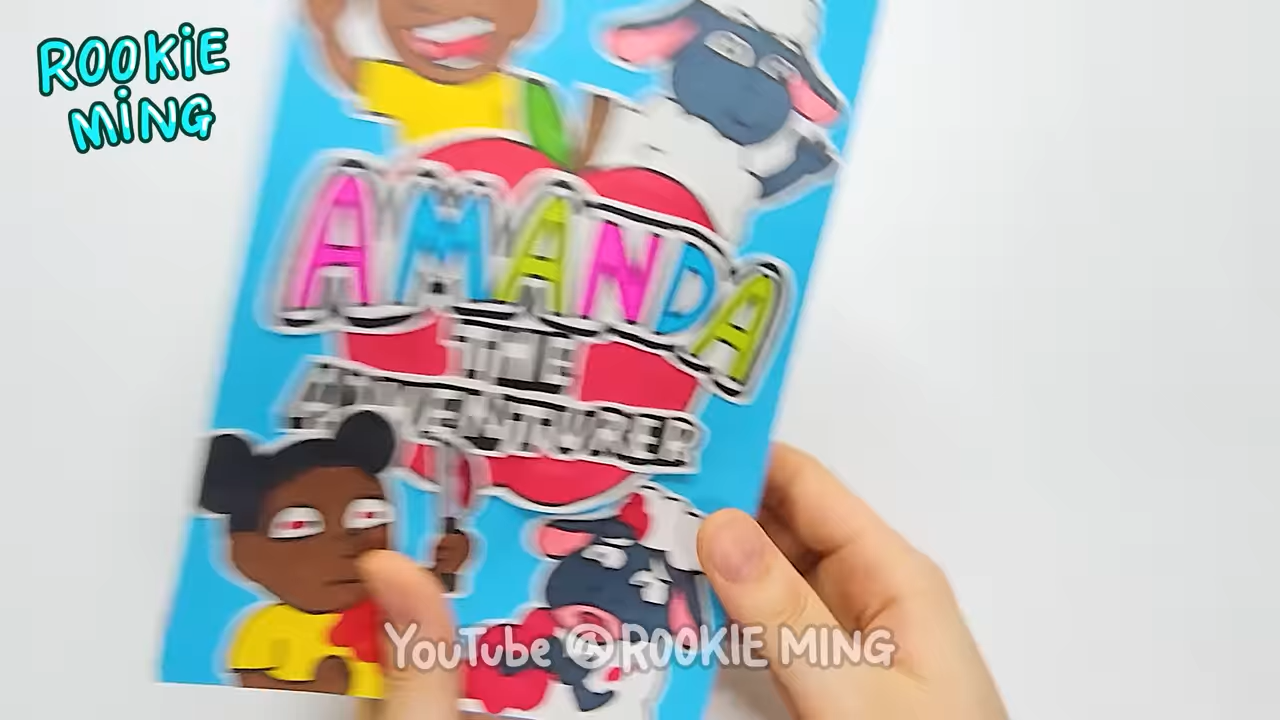 ROOKiE
MiNG
AMANDA
THE
ADVENTURER
YouTube @ROOKIE MING